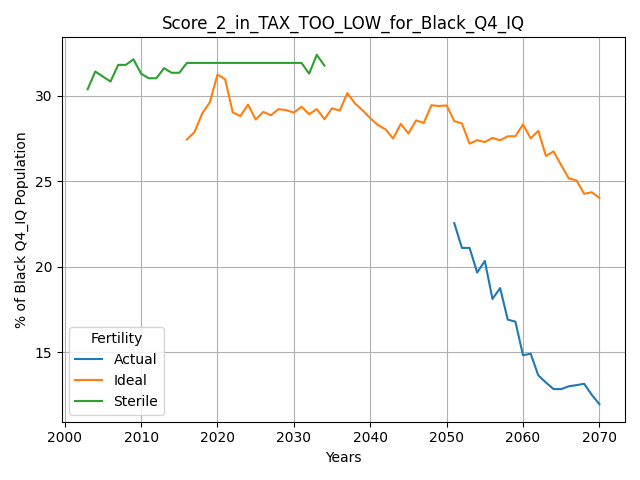 Score_2_in_TAX_TOO_LOW_for_Black_Q4_IQ
% of Black Q4_IQ Population
30
25
20
15
Fertility
Actual
Ideal
Sterile
2000 2010 2020 2030 2040 2050 2060 2070
Years